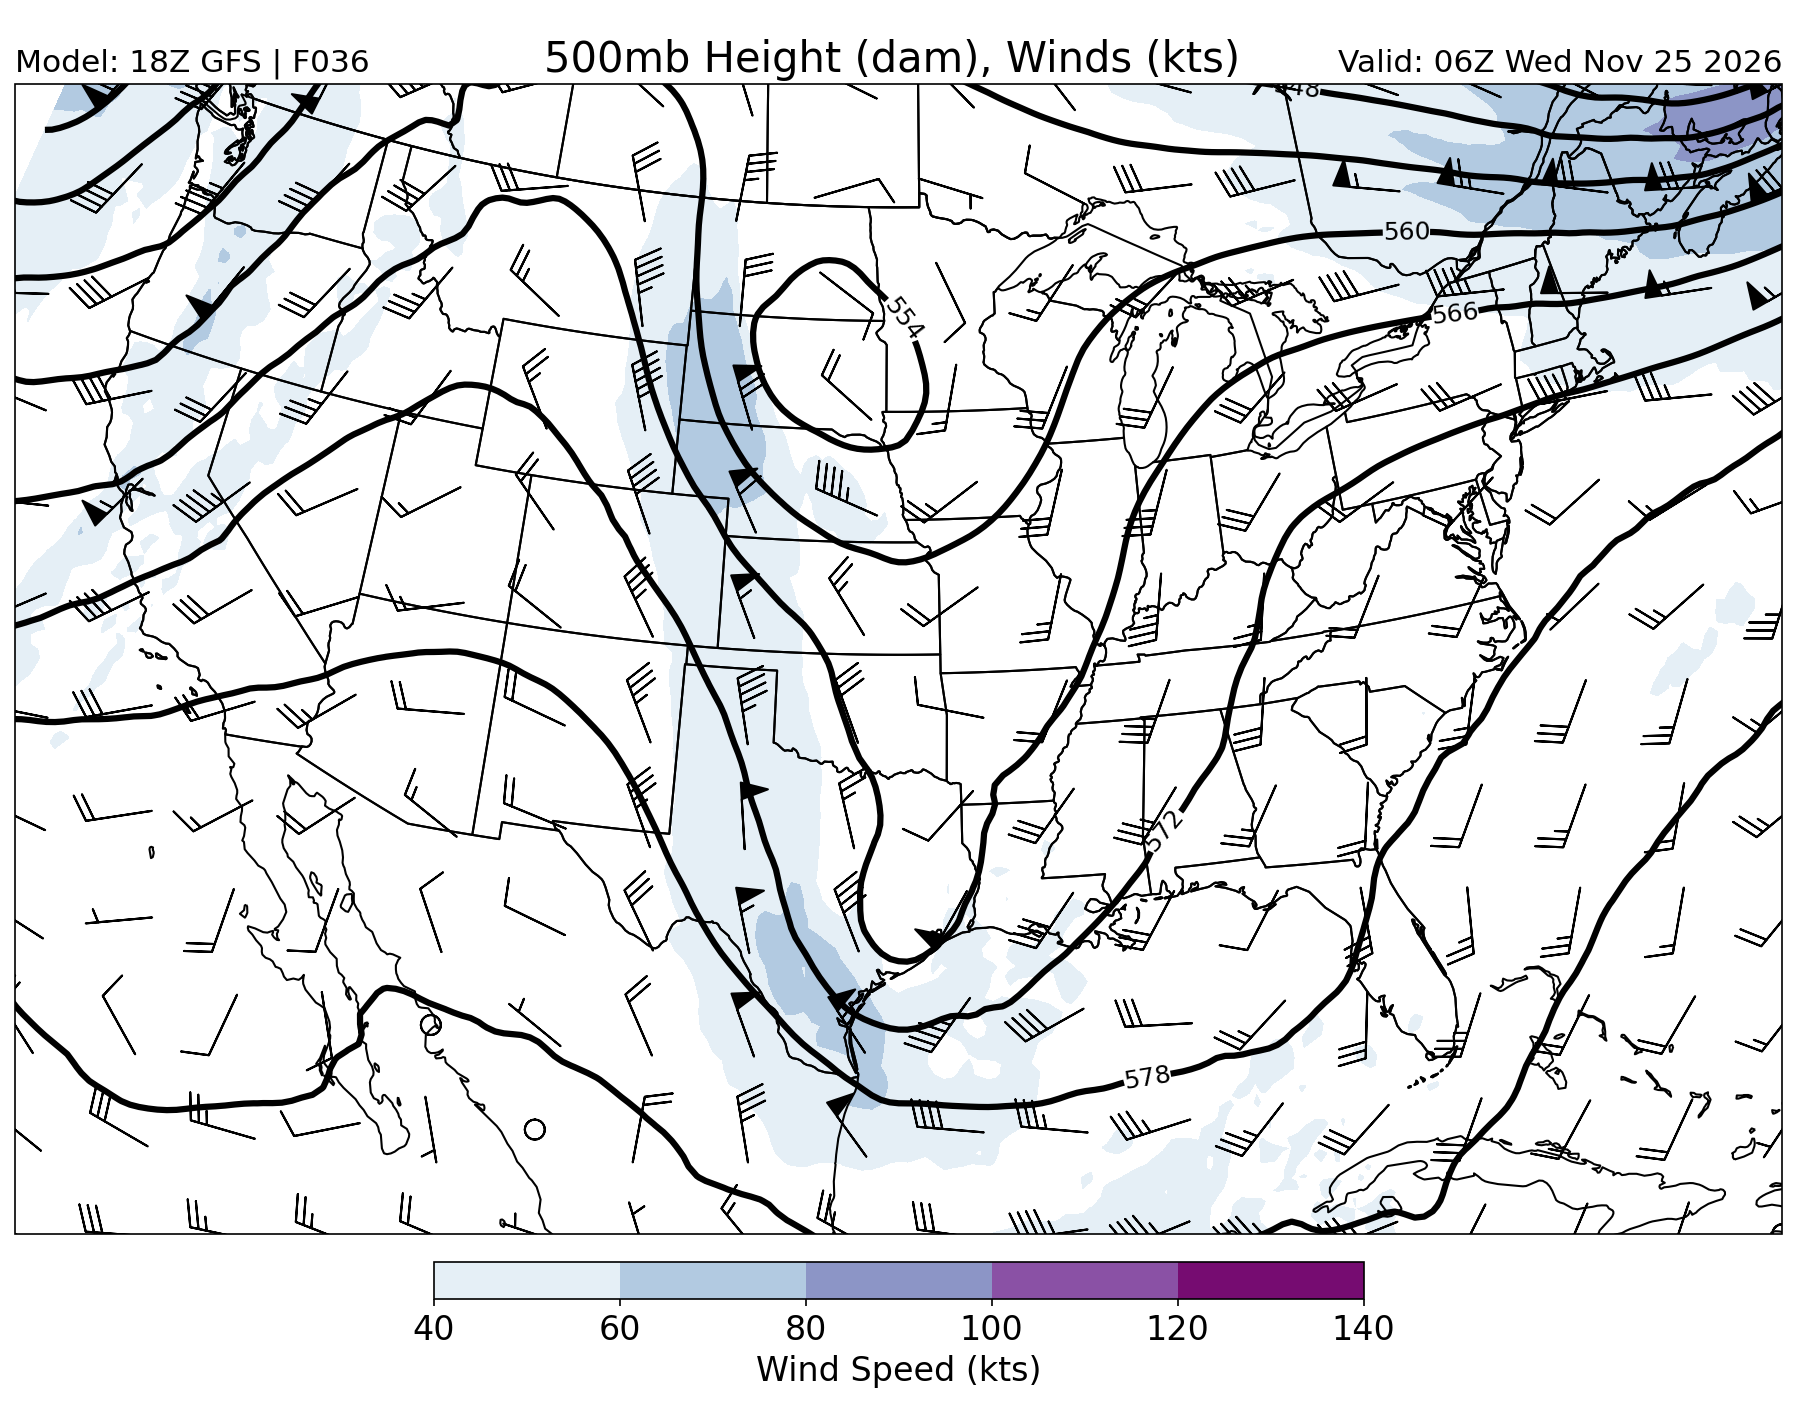 Model: 18Z GFS | F036
500mb Height (dam), Winds (kts)
Valid: 06Z Wed Nov 25 2026
548
560
554
566
572
578
40 60 80 100 120 140
Wind Speed (kts)